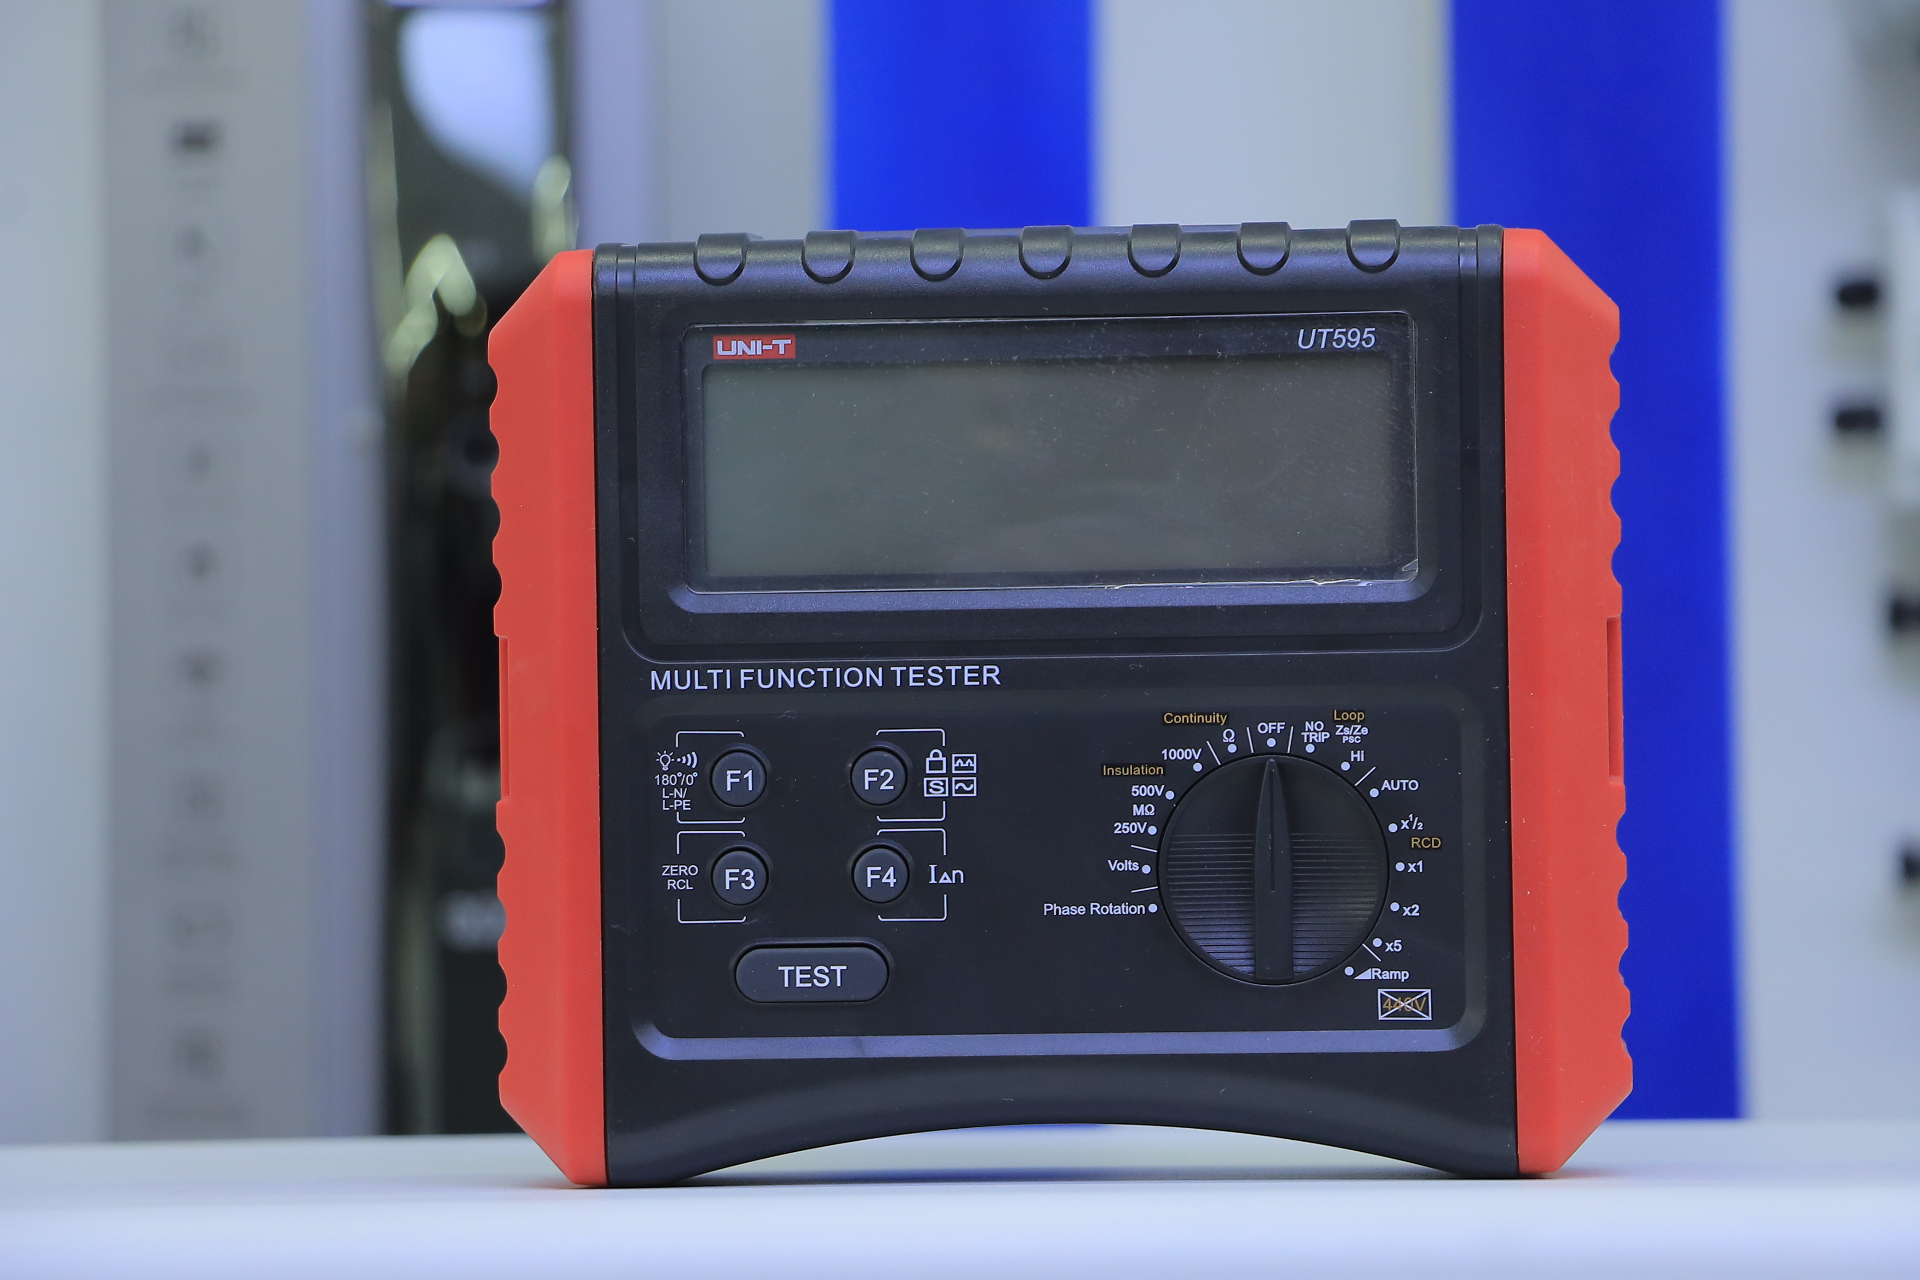 UNI-T
UT595
MULTI FUNCTION TESTER
180°/0°
L-N/
L-PE
F1
F2
S
ZERO
RCL
F3
F4
I▵n
TEST
Phase Rotation
Volts
250V
MΩ
500V
Insulation
1000V
Continuity
Ω
OFF
NO
TRIP
Loop
Zs/Ze
PSC
Hi
AUTO
x1/2
RCD
x1
x2
x5
Ramp
440V